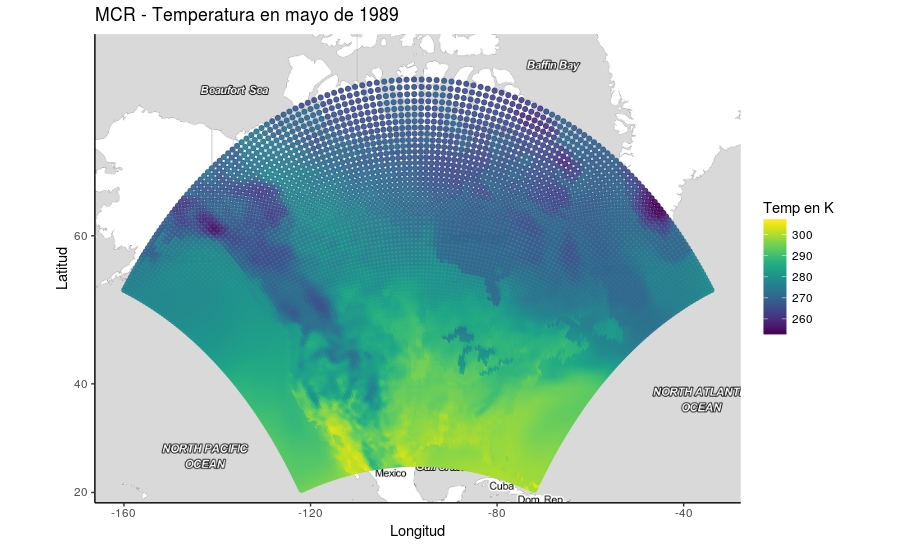 MCR - Temperatura en mayo de 1989
Baffin Bay
Beaufort Sea
Temp en K
300
290
280
270
260
60
40
20
Latitud
NORTH ATLANT
OCEAN
NORTH PACIFIC
OCEAN
Mexico
Cuba
Dom. Rep.
-160
-120
-80
-40
Longitud